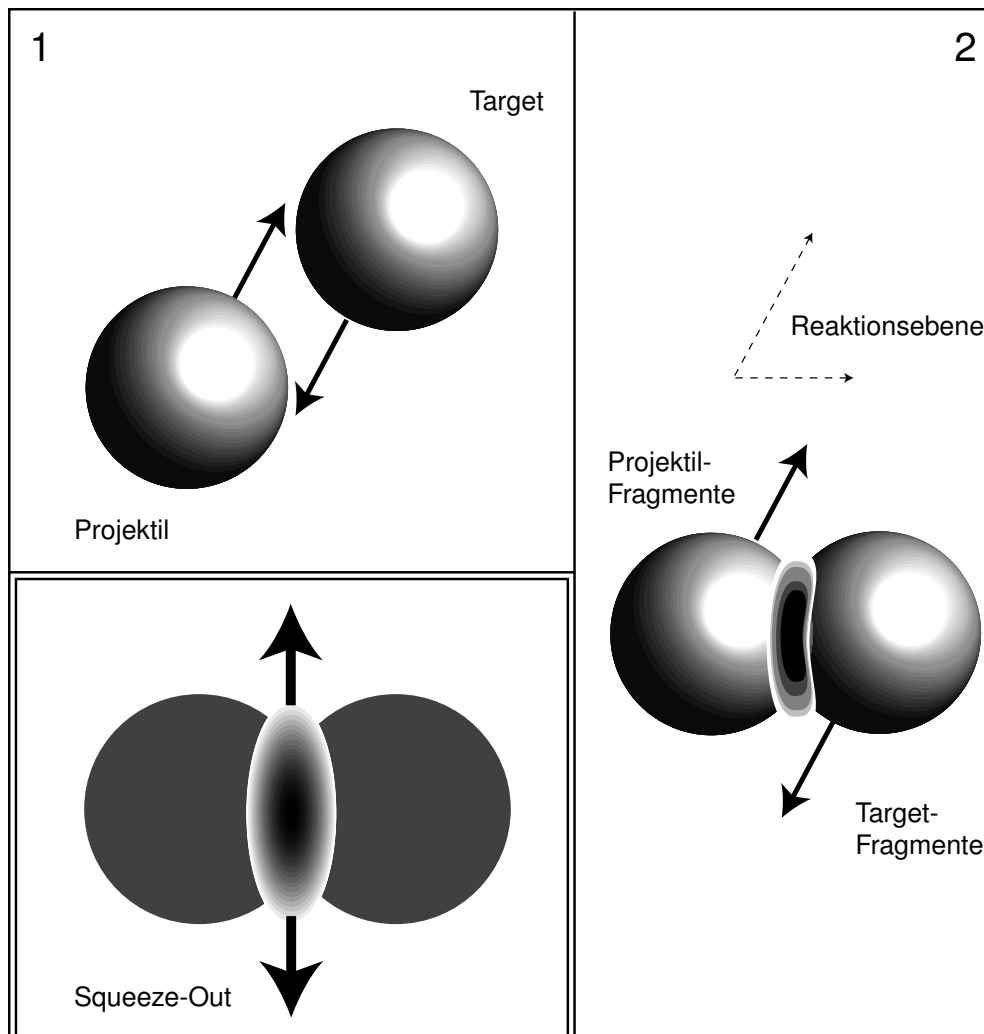 1
Target
Projektil
2
Reaktionsebene
Projektil-
Fragmente
Target-
Fragmente
Squeeze-Out